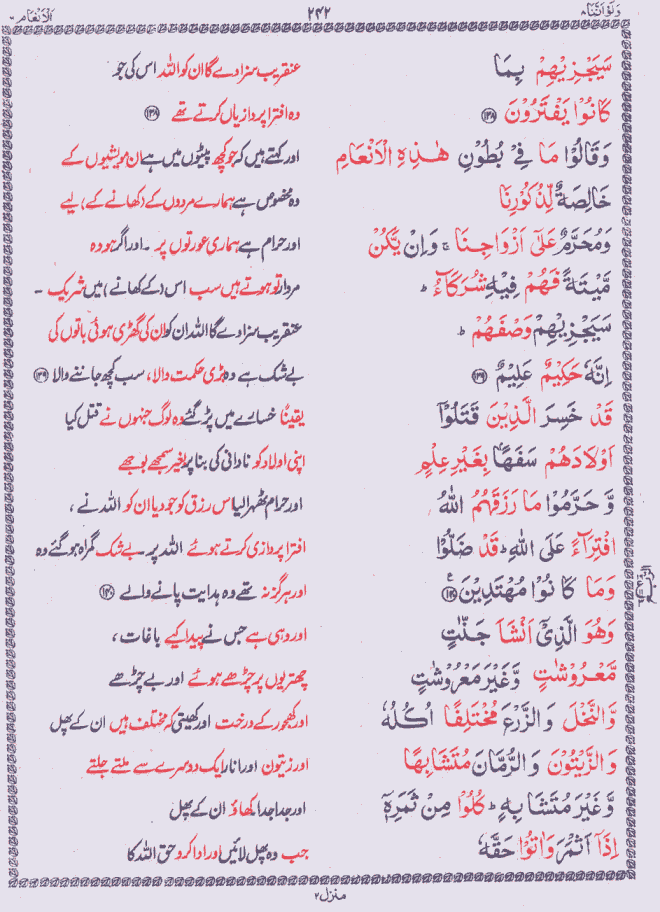 وَلَوْ اَنَّنَا ۸
۲۴۲
اَلْاَنْعَام ۶
سَيَجْزِيْهِمْ بِمَا
عنقریب سزا دے گا ان کو اللہ اس کی جو
كَانُوْا يَفْتَرُوْنَ ﴿۱۳۸﴾
وہ افترا پردازیاں کرتے تھے ﴿۱۳۸﴾
وَقَالُوْا مَا فِيْ بُطُوْنِ هٰذِهِ الْاَنْعَامِ
اور کہتے ہیں کہ جو کچھ پیٹوں میں ہے ان مویشیوں کے
خَالِصَةٌ لِّذُكُوْرِنَا
وہ مخصوص ہے ہمارے مردوں کے (کھانے کے) لیے
وَمُحَرَّمٌ عَلٰٓى اَزْوَاجِنَا ۚ وَاِنْ يَّكُنْ
اور حرام ہے ہماری عورتوں پر ۔ اور اگر ہو وہ
مَّيْتَةً فَهُمْ فِيْهِ شُرَكَآءُ ؕ
مردار تو ہوتے ہیں سب اس (کے کھانے) میں شریک ۔
سَيَجْزِيْهِمْ وَصْفَهُمْ ؕ
عنقریب سزا دے گا اللہ ان کو ان کی گھڑی ہوئی باتوں کی
اِنَّهٗ حَكِيْمٌ عَلِيْمٌ ﴿۱۳۹﴾
بے شک ہے وہ بڑی حکمت والا، سب کچھ جاننے والا ﴿۱۳۹﴾
قَدْ خَسِرَ الَّذِيْنَ قَتَلُوْٓا
یقیناً خسارے میں پڑ گئے وہ لوگ جنہوں نے قتل کیا
اَوْلَادَهُمْ سَفَهًۢا بِغَيْرِ عِلْمٍ
اپنی اولاد کو نادانی کی بنا پر بغیر سمجھے بوجھے
وَّ حَرَّمُوْا مَا رَزَقَهُمُ اللّٰهُ
اور حرام ٹھہرا لیا اس رزق کو جو دیا ان کو اللہ نے ،
افْتِرَآءً عَلَى اللّٰهِ ؕ قَدْ ضَلُّوْا
افترا پردازی کرتے ہوئے اللہ پر ۔ بے شک گمراہ ہو گئے وہ
وَمَا كَانُوْا مُهْتَدِيْنَ ﴿۱۴۰﴾ ع
اور ہرگز نہ تھے وہ ہدایت پانے والے ﴿۱۴۰﴾
وَهُوَ الَّذِيْٓ اَنْشَاَ جَنّٰتٍ
اور وہی ہے جس نے پیدا کیے باغات ،
مَّعْرُوْشٰتٍ وَّغَيْرَ مَعْرُوْشٰتٍ
چھتریوں پر چڑھے ہوئے اور بے چڑھے
وَّالنَّخْلَ وَالزَّرْعَ مُخْتَلِفًا اُكُلُهٗ
اور کھجور کے درخت اور کھیتی کہ مختلف ہیں ان کے پھل
وَالزَّيْتُوْنَ وَالرُّمَّانَ مُتَشَابِهًا
اور زیتون اور انار ایک دوسرے سے ملتے جلتے
وَّغَيْرَ مُتَشَابِهٍ ؕ كُلُوْا مِنْ ثَمَرِهٖٓ
اور جدا جدا کھاؤ ان کے پھل
اِذَآ اَثْمَرَ وَاٰتُوْا حَقَّهٗ
جب وہ پھل لائیں اور ادا کرو حق اللہ کا
منزل ۲